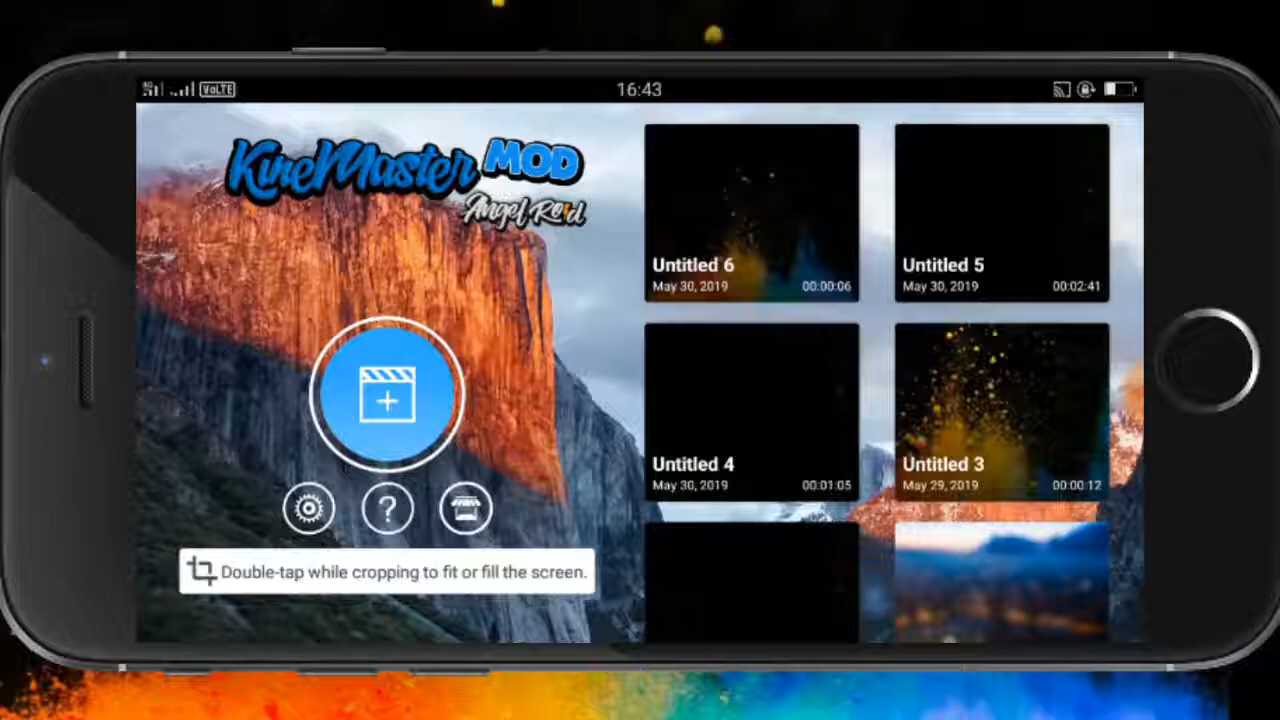 VoLTE
16:43
KineMaster MOD
Angel Roid
Double-tap while cropping to fit or fill the screen.
Untitled 6
May 30, 2019 00:00:06
Untitled 5
May 30, 2019 00:02:41
Untitled 4
May 30, 2019 00:01:05
Untitled 3
May 29, 2019 00:00:12